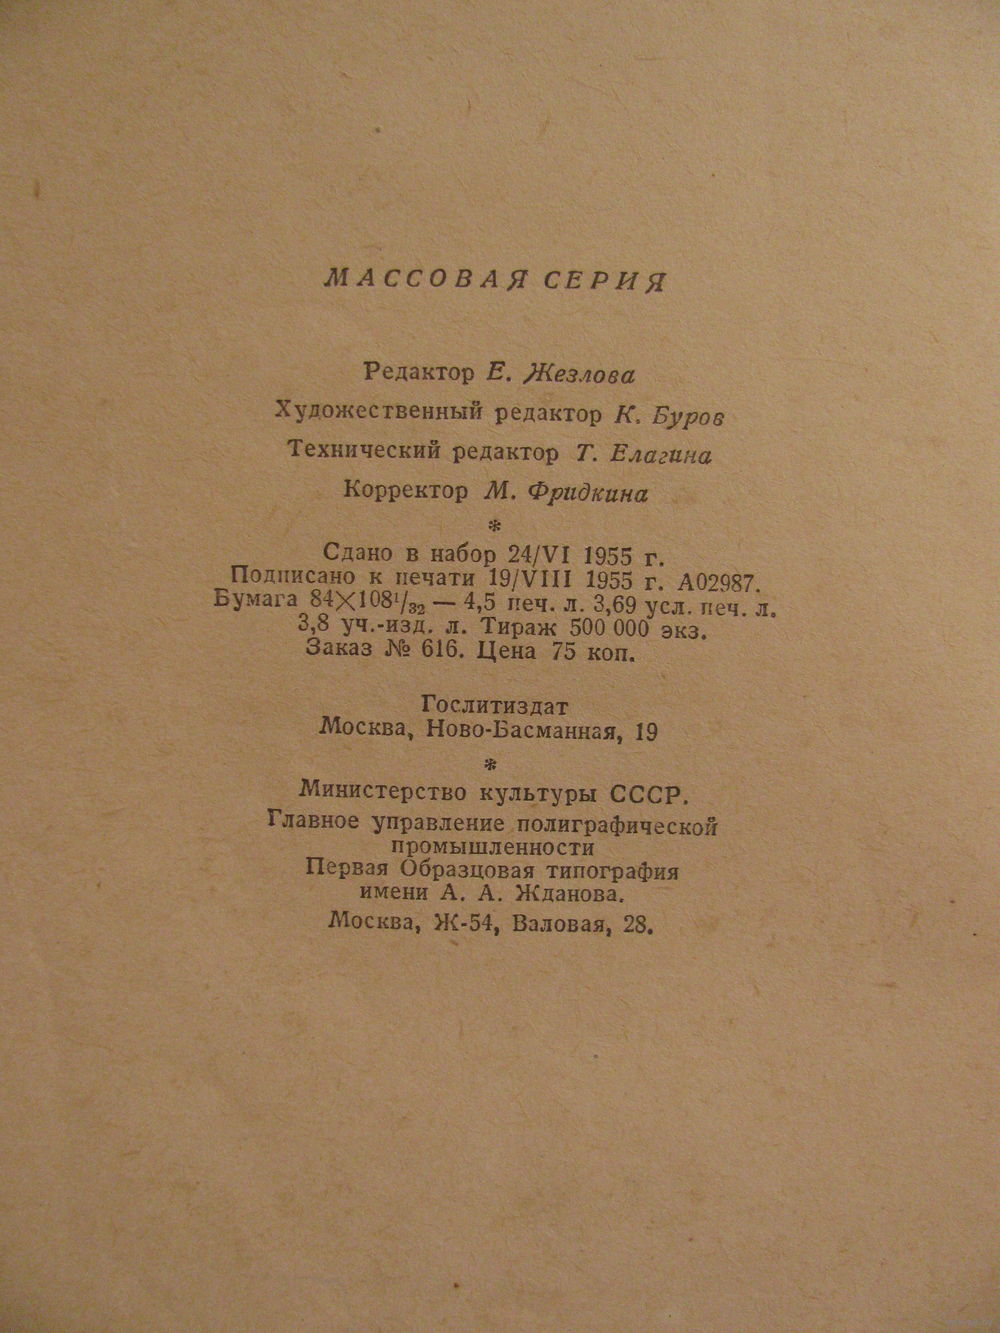 МАССОВАЯ СЕРИЯ
Редактор Е. Жезлова
Художественный редактор К. Буров
Технический редактор Т. Елагина
Корректор М. Фридкина
*
Сдано в набор 24/VI 1955 г.
Подписано к печати 19/VIII 1955 г. А02987.
Бумага 84×108¹/₃₂ — 4,5 печ. л. 3,69 усл. печ. л.
3,8 уч.-изд. л. Тираж 500 000 экз.
Заказ № 616. Цена 75 коп.
Гослитиздат
Москва, Ново-Басманная, 19
*
Министерство культуры СССР.
Главное управление полиграфической
промышленности
Первая Образцовая типография
имени А. А. Жданова.
Москва, Ж-54, Валовая, 28.